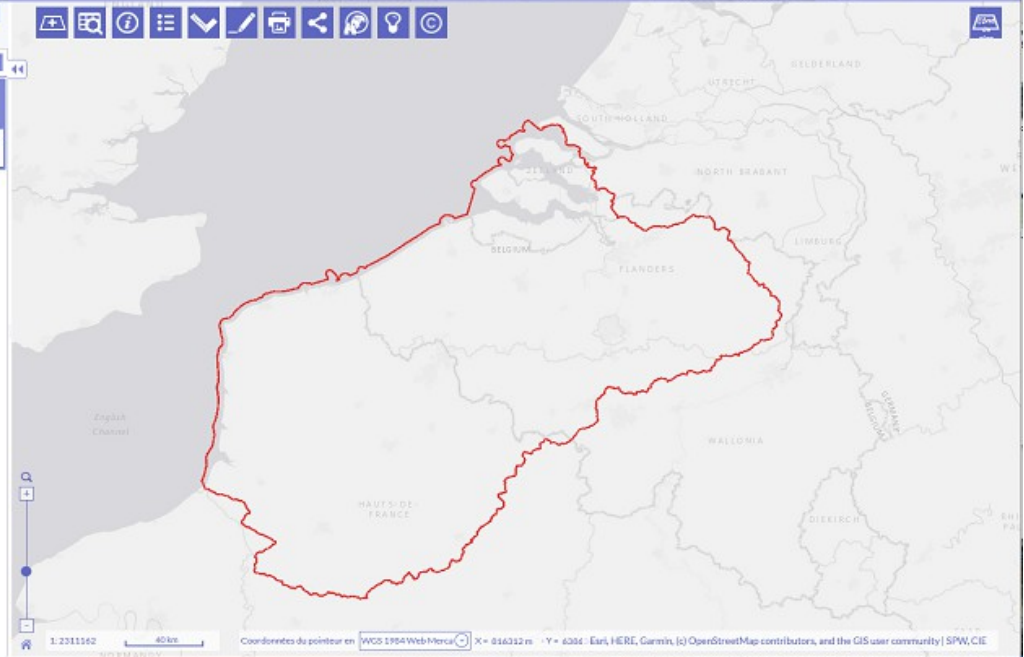 GELDERLAND
UTRECHT
SOUTH HOLLAND
ZEELAND
NORTH BRABANT
BELGIUM
LIMBURG
FLANDERS
English
Channel
GERMANY
BELGIUM
WALLONIA
HAUTS-DE-
FRANCE
DIEKIRCH
1: 2311162
40 km
Coordonnées du pointeur en WGS 1984 Web Merca X = 816312 m - Y = 6386 Esri, HERE, Garmin, (c) OpenStreetMap contributors, and the GIS user community | SPW, CIE
NORMANDY